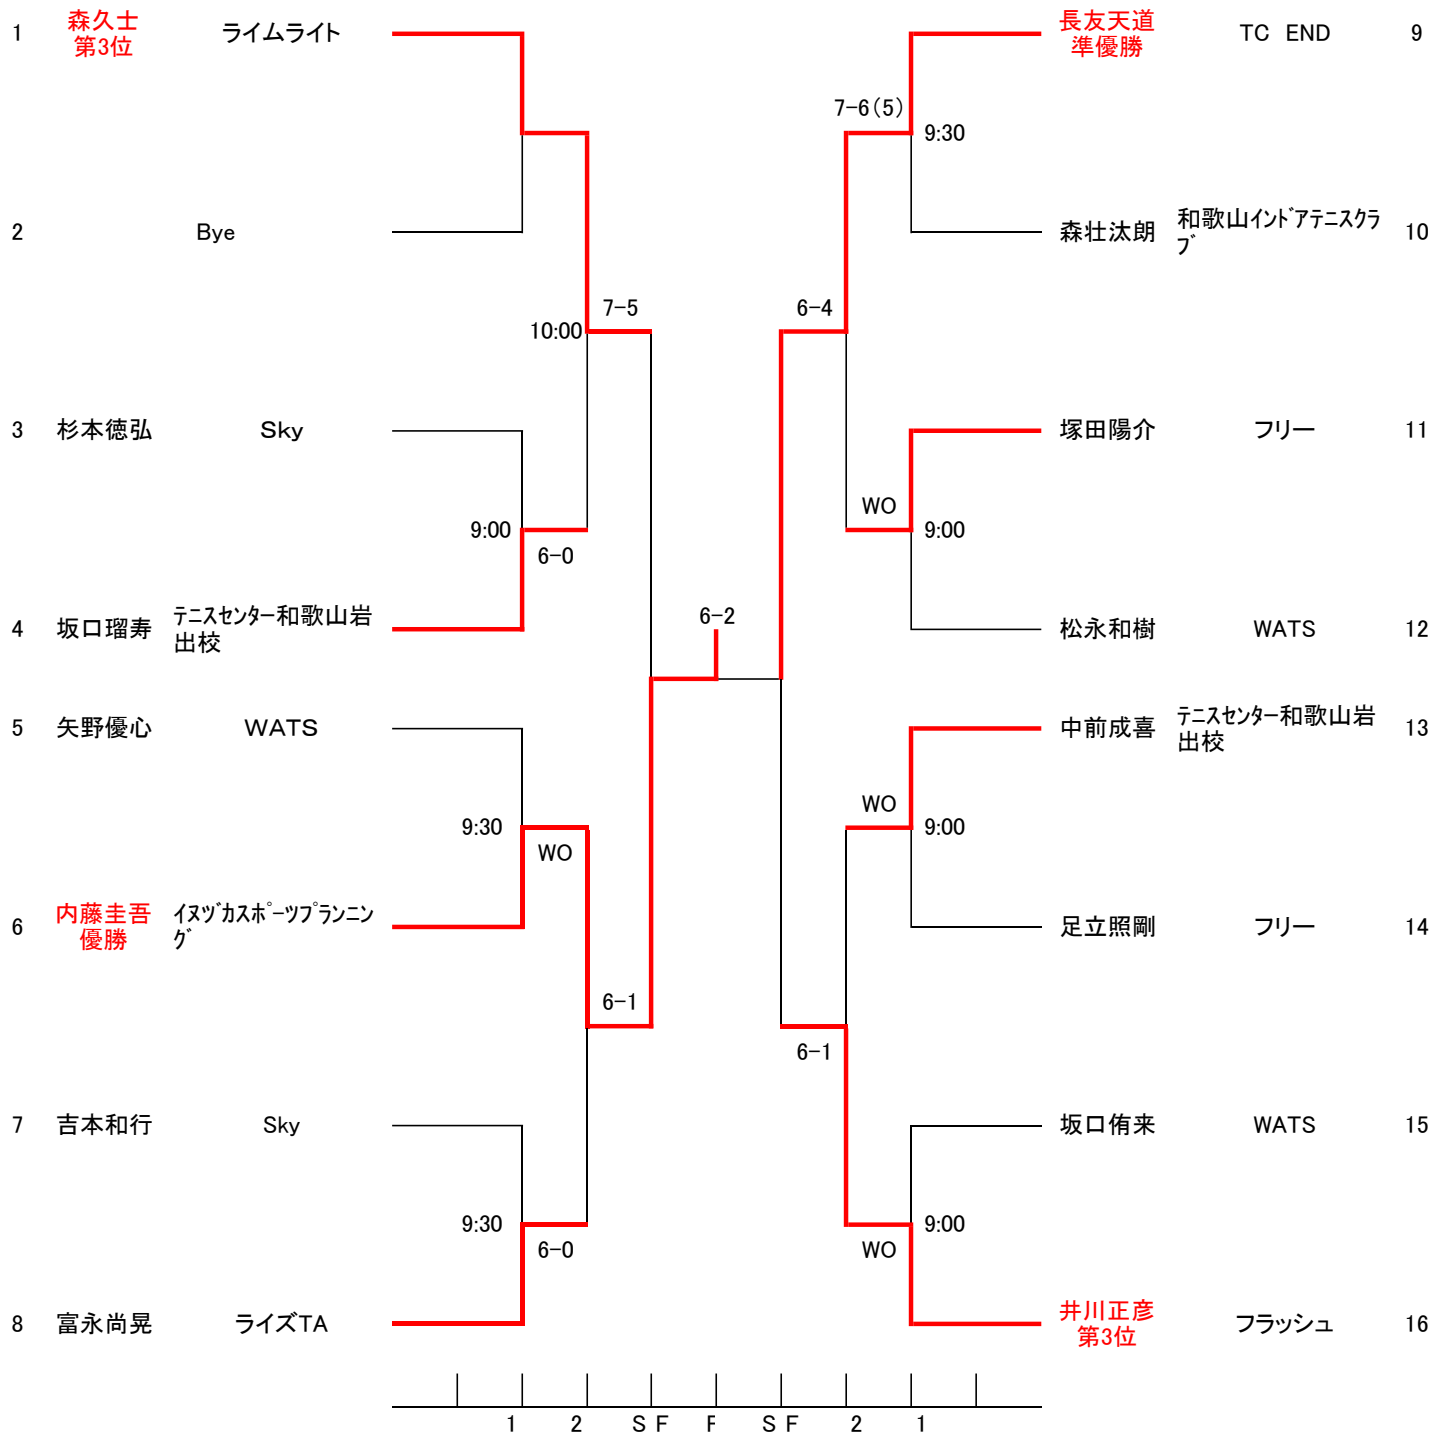 1 森久士 ライムライト
第3位
2 Bye
3 杉本徳弘 Sky
4 坂口瑠寿 テニスセンター和歌山岩
出校
5 矢野優心 WATS
6 内藤圭吾 イヌヅカスポーツプランニン
優勝 グ
7 吉本和行 Sky
8 富永尚晃 ライズTA
7-5
10:00
9:00
6-0
9:30
WO
6-1
9:30
6-0
6-2
7-6(5)
9:30
6-4
WO
9:00
WO
9:00
6-1
9:00
WO
長友天道 TC END 9
準優勝
森壮汰朗 和歌山インドアテニスクラ 10
ブ
塚田陽介 フリー 11
松永和樹 WATS 12
中前成喜 テニスセンター和歌山岩 13
出校
足立照剛 フリー 14
坂口侑来 WATS 15
井川正彦 フラッシュ 16
第3位
1 2 SF F SF 2 1